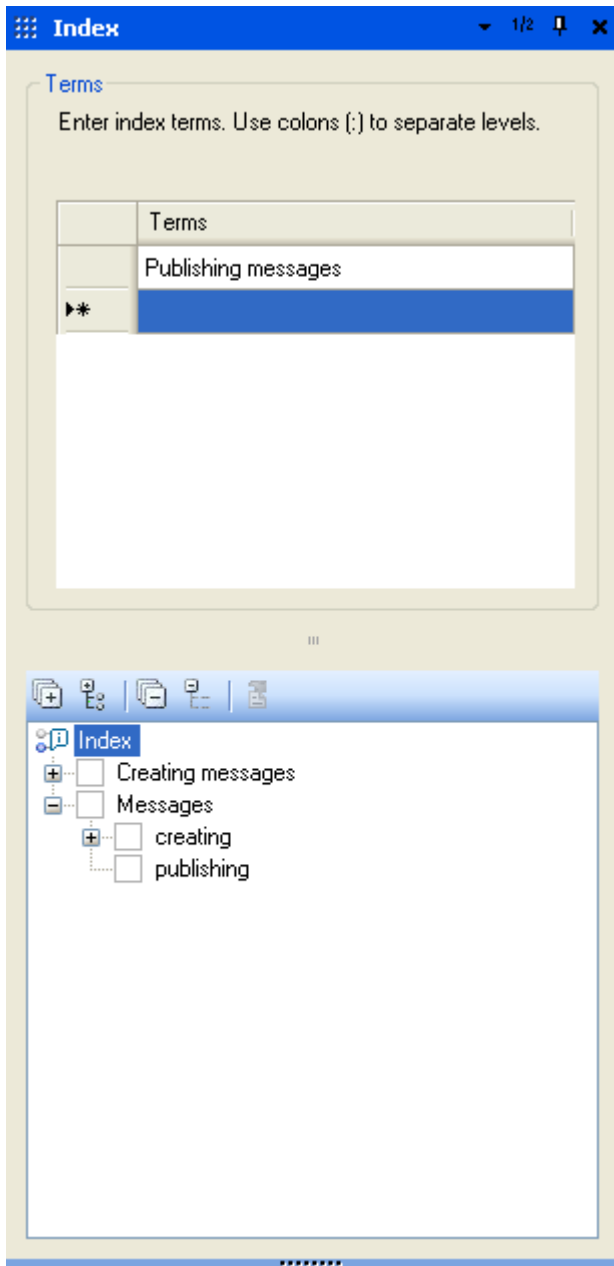 Index
1/2
Terms
Enter index terms. Use colons (:) to separate levels.
Terms
Publishing messages
Index
Creating messages
Messages
creating
publishing